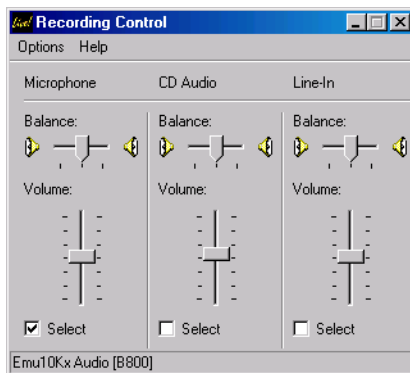 Live! Recording Control
Options Help
Microphone CD Audio Line-In
Balance: Balance: Balance:
Volume: Volume: Volume:
Select Select Select
Emu10Kx Audio [B800]